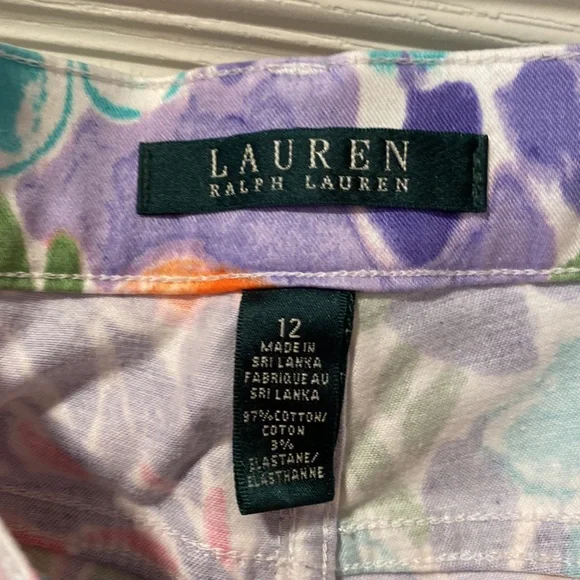 LAUREN
RALPH LAUREN
12
MADE IN
SRI LANKA
FABRIQUE AU
SRI LANKA
97% COTTON/
COTON
3%
ELASTANE/
ELASTHANNE